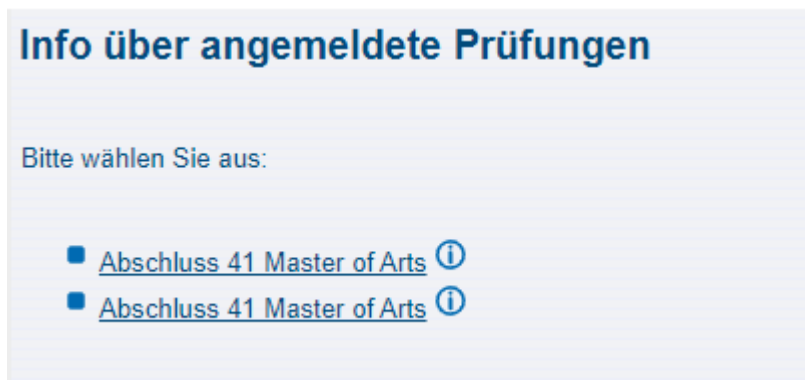 Info über angemeldete Prüfungen
Bitte wählen Sie aus:
Abschluss 41 Master of Arts
Abschluss 41 Master of Arts